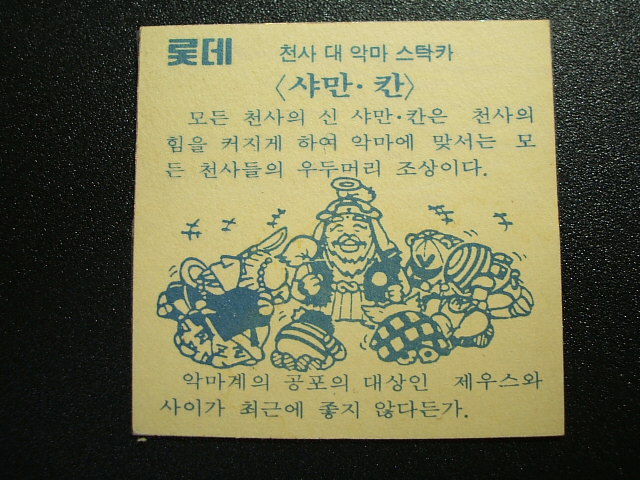 롯데 천사 대 악마 스탁카
〈샤만·칸〉
모든 천사의 신 샤만·칸은 천사의
힘을 커지게 하여 악마에 맞서는 모
든 천사들의 우두머리 조상이다.
악마계의 공포의 대상인 제우스와
사이가 최근에 좋지 않다든가.